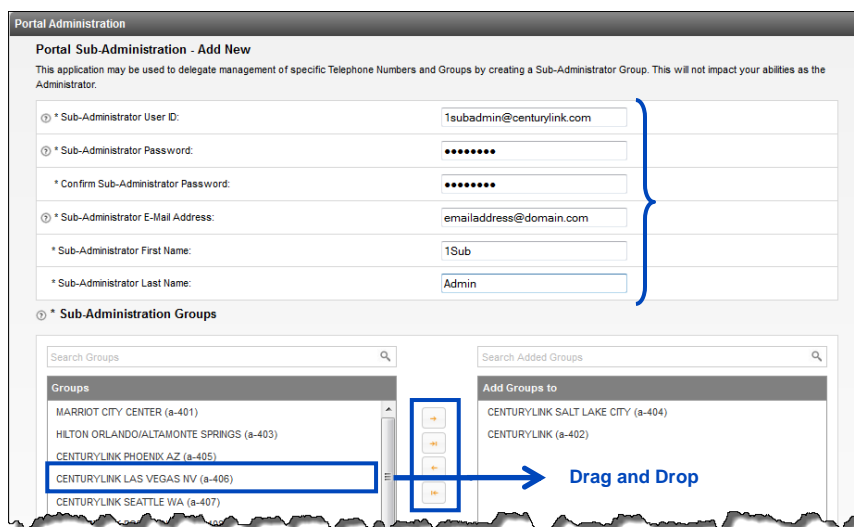 Portal Administration
Portal Sub-Administration - Add New
This application may be used to delegate management of specific Telephone Numbers and Groups by creating a Sub-Administrator Group. This will not impact your abilities as the
Administrator.
* Sub-Administrator User ID: 1subadmin@centurylink.com
* Sub-Administrator Password: ●●●●●●●●
* Confirm Sub-Administrator Password: ●●●●●●●●
* Sub-Administrator E-Mail Address: emailaddress@domain.com
* Sub-Administrator First Name: 1Sub
* Sub-Administrator Last Name: Admin
* Sub-Administration Groups
Search Groups
Groups
MARRIOT CITY CENTER (a-401)
HILTON ORLANDO/ALTAMONTE SPRINGS (a-403)
CENTURYLINK PHOENIX AZ (a-405)
CENTURYLINK LAS VEGAS NV (a-406)
CENTURYLINK SEATTLE WA (a-407)
Search Added Groups
Add Groups to
CENTURYLINK SALT LAKE CITY (a-404)
CENTURYLINK (a-402)
Drag and Drop